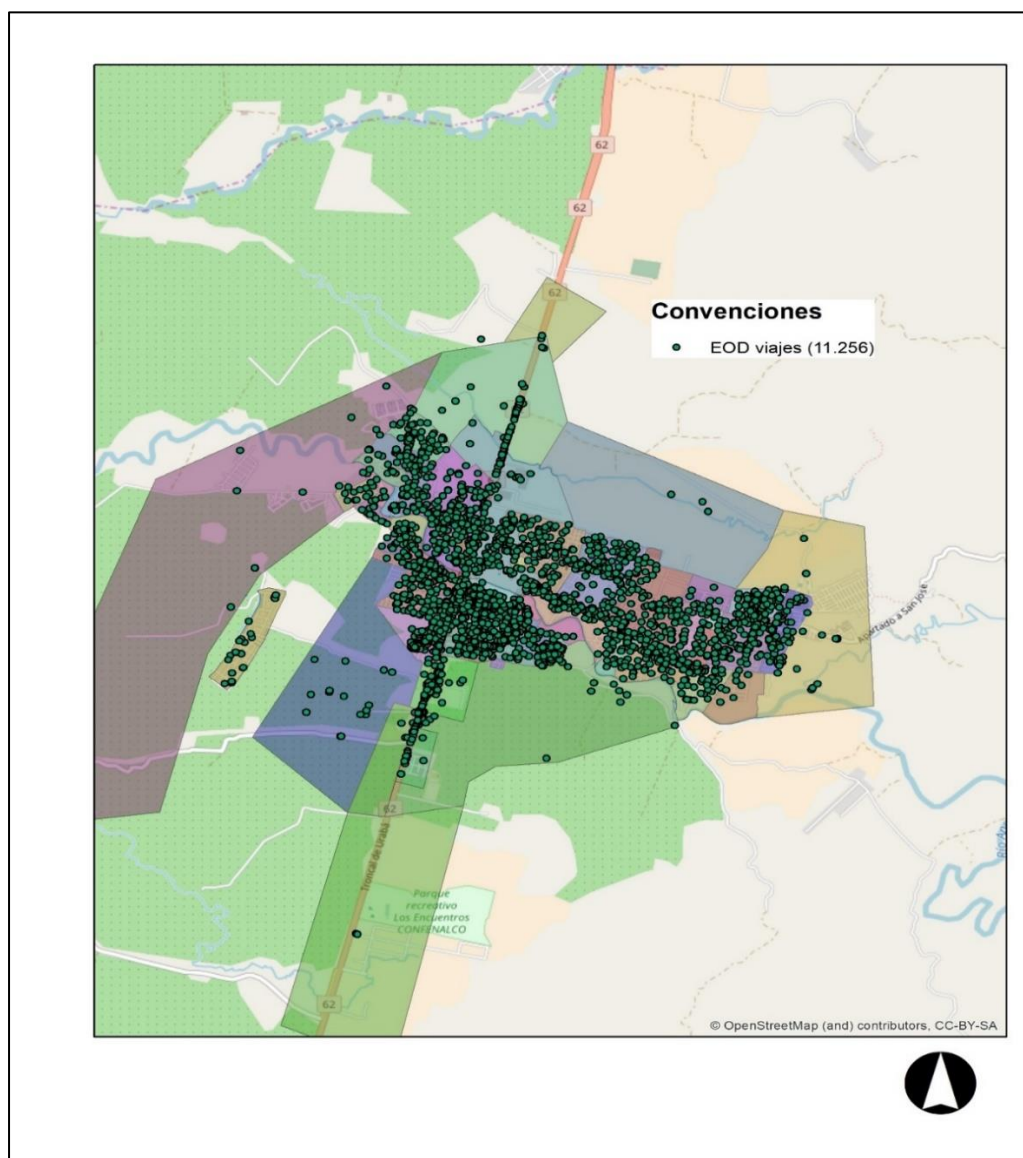 62
62
62
Convenciones
EOD viajes (11.256)
Apartado a San José
62
Troncal de Urabá
Parque
recreativo
Los Encuentros
CONFENALCO
62
© OpenStreetMap (and) contributors, CC-BY-SA